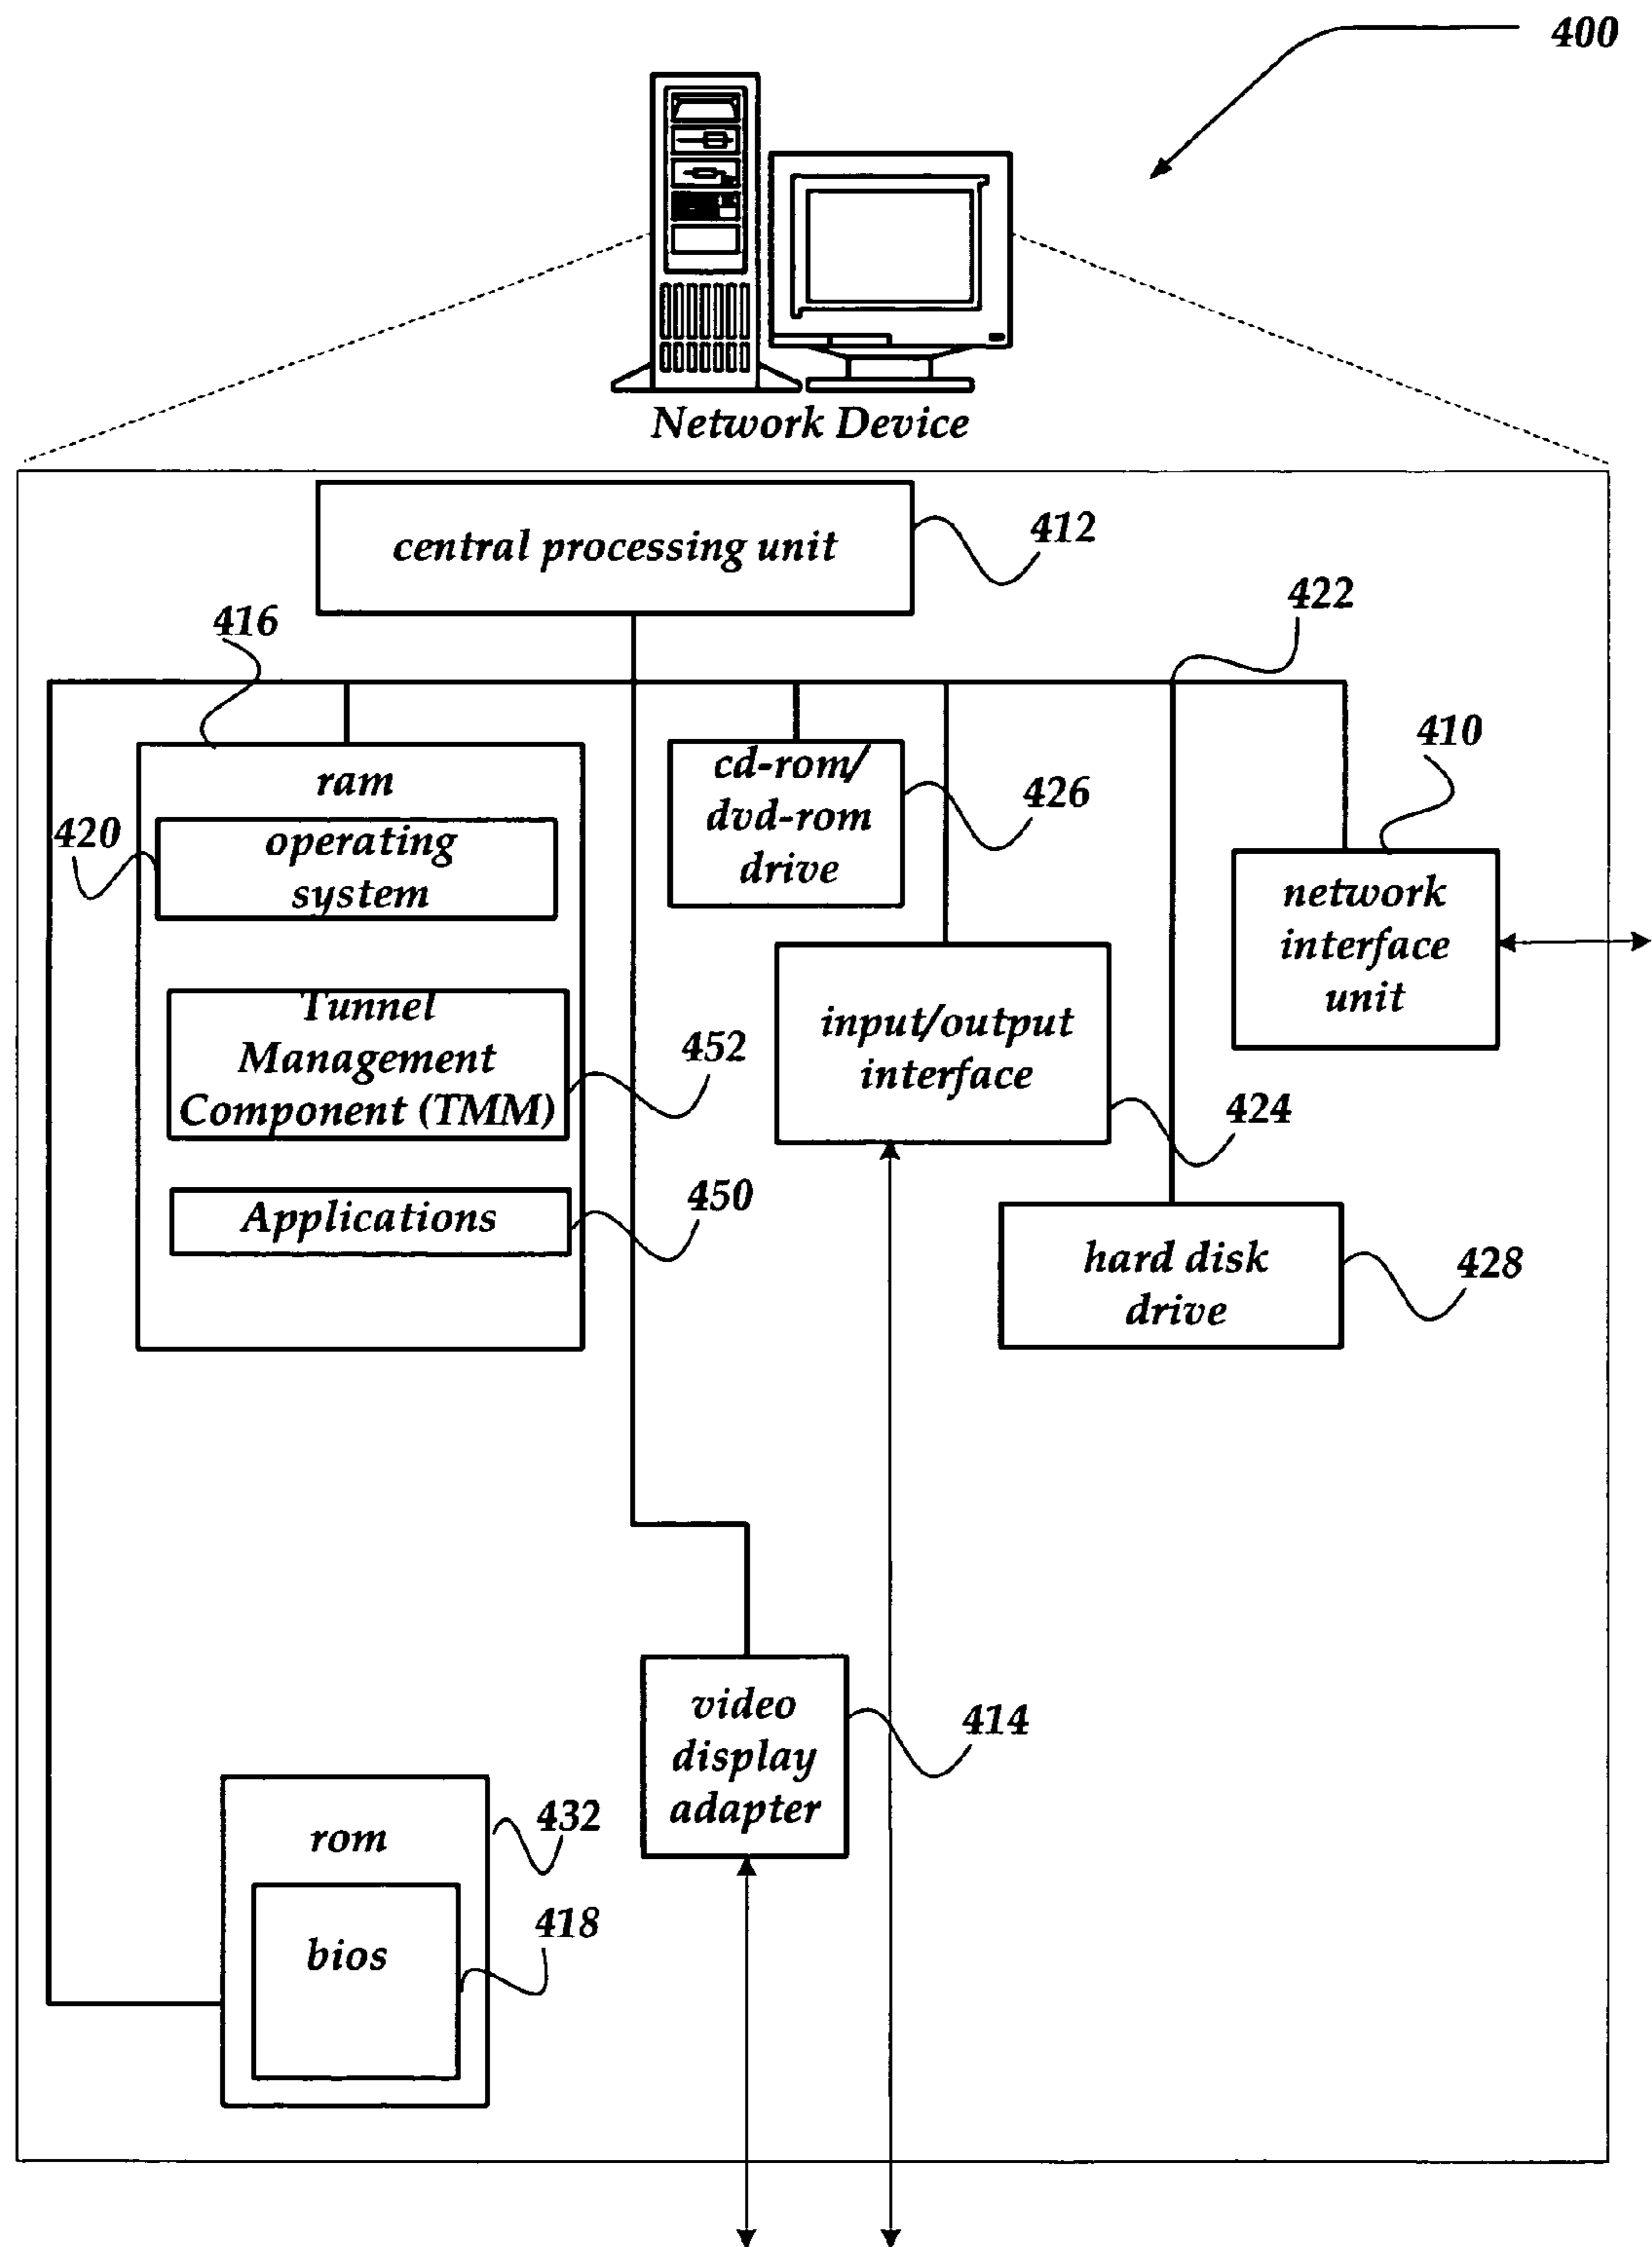 400
Network Device
central processing unit
412
422
416
410
ram
cd-rom/
dvd-rom
drive
426
420
operating
system
network
interface
unit
Tunnel
Management
Component (TMM)
452
input/output
interface
424
Applications
450
hard disk
drive
428
video
display
adapter
414
rom
432
bios
418